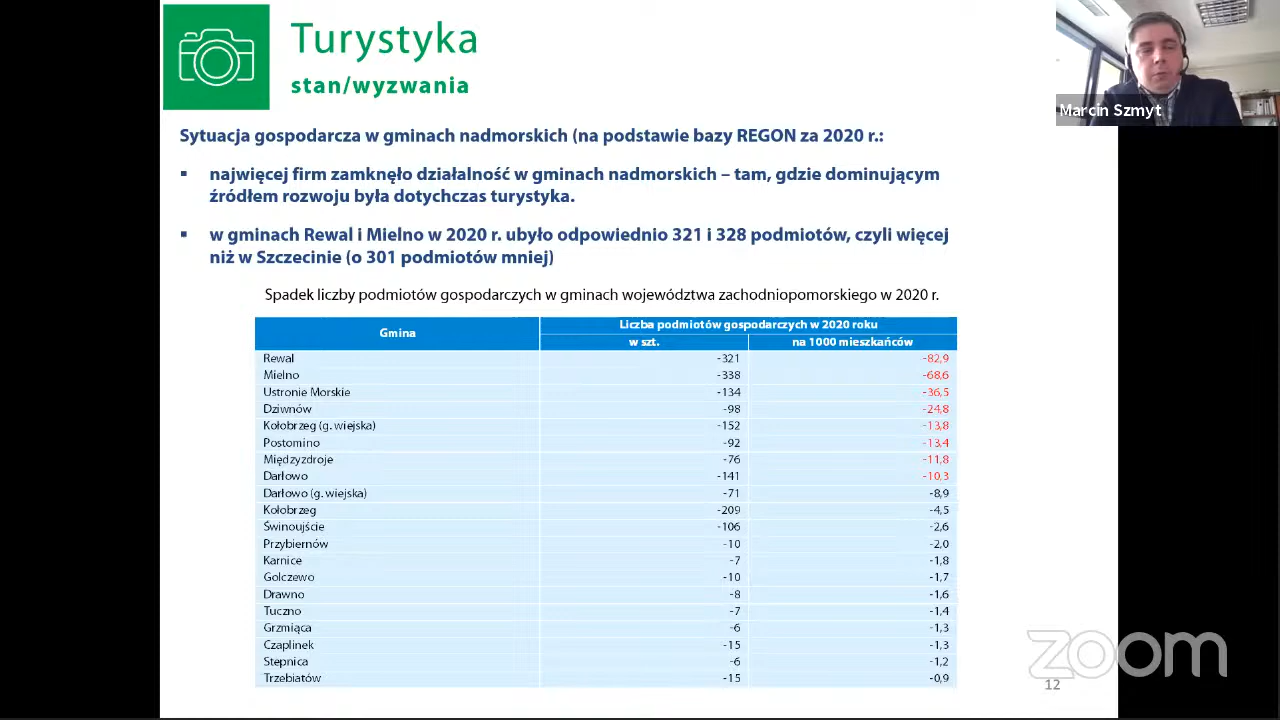 Turystyka
stan/wyzwania
Marcin Szmyt
Sytuacja gospodarcza w gminach nadmorskich (na podstawie bazy REGON za 2020 r.:
▪ najwięcej firm zamknęło działalność w gminach nadmorskich – tam, gdzie dominującym
źródłem rozwoju była dotychczas turystyka.
▪ w gminach Rewal i Mielno w 2020 r. ubyło odpowiednio 321 i 328 podmiotów, czyli więcej
niż w Szczecinie (o 301 podmiotów mniej)
Spadek liczby podmiotów gospodarczych w gminach województwa zachodniopomorskiego w 2020 r.
Gmina Liczba podmiotów gospodarczych w 2020 roku
w szt. na 1000 mieszkańców
Rewal -321 -82,9
Mielno -338 -68,6
Ustronie Morskie -134 -36,5
Dziwnów -98 -24,8
Kołobrzeg (g. wiejska) -152 -13,8
Postomino -92 -13,4
Międzyzdroje -76 -11,8
Darłowo -141 -10,3
Darłowo (g. wiejska) -71 -8,9
Kołobrzeg -209 -4,5
Świnoujście -106 -2,6
Przybiernów -10 -2,0
Karnice -7 -1,8
Golczewo -10 -1,7
Drawno -8 -1,6
Tuczno -7 -1,4
Grzmiąca -6 -1,3
Czaplinek -15 -1,3
Stepnica -6 -1,2
Trzebiatów -15 -0,9
zoom
12